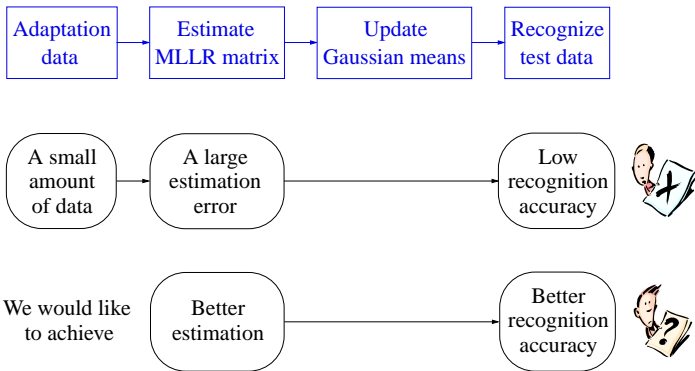 Adaptation
data
Estimate
MLLR matrix
Update
Gaussian means
Recognize
test data
A small
amount
of data
A large
estimation
error
Low
recognition
accuracy
X
We would like
to achieve
Better
estimation
Better
recognition
accuracy
?